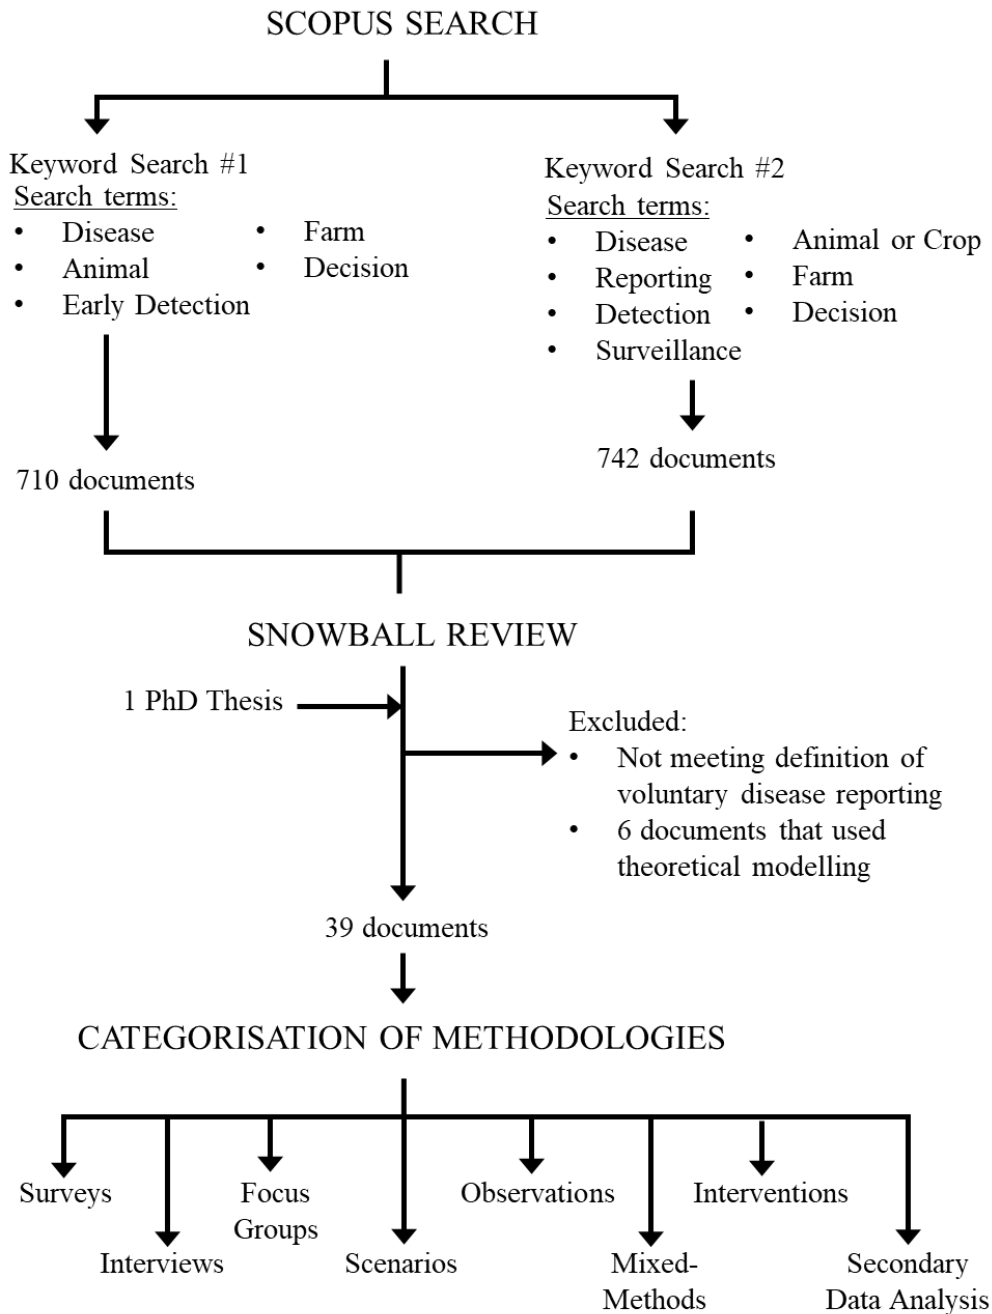 SCOPUS SEARCH
Keyword Search #1
Search terms:
• Disease
• Animal
• Early Detection
• Farm
• Decision
710 documents
Keyword Search #2
Search terms:
• Disease
• Reporting
• Detection
• Surveillance
• Animal or Crop
• Farm
• Decision
742 documents
SNOWBALL REVIEW
1 PhD Thesis
Excluded:
• Not meeting definition of
voluntary disease reporting
• 6 documents that used
theoretical modelling
39 documents
CATEGORISATION OF METHODOLOGIES
Surveys
Interviews
Focus
Groups
Scenarios
Observations
Mixed-
Methods
Interventions
Secondary
Data Analysis